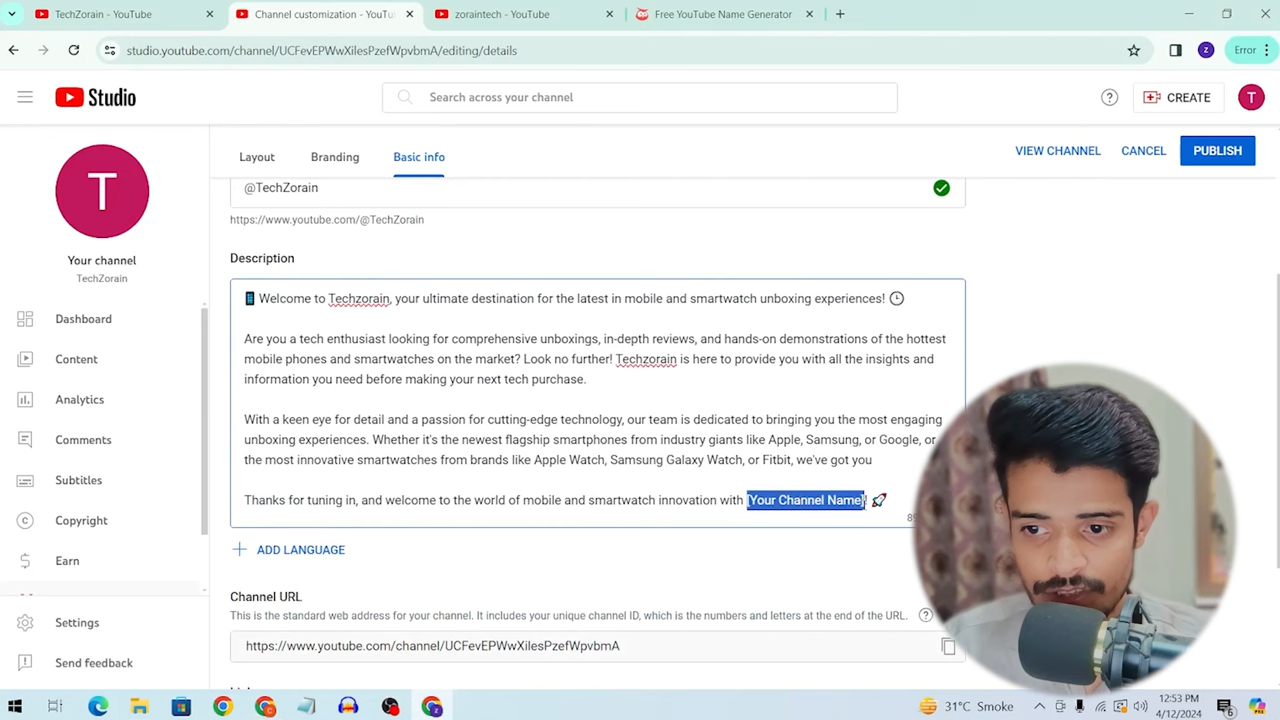 TechZorain - YouTube
Channel customization - YouTu
zoraintech - YouTube
Free YouTube Name Generator
studio.youtube.com/channel/UCFevEPWwXilesPzefWpvbmA/editing/details
z
Error
Studio
Search across your channel
CREATE
T
T
Your channel
TechZorain
Dashboard
Content
Analytics
Comments
Subtitles
Copyright
Earn
Settings
Send feedback
Layout
Branding
Basic info
VIEW CHANNEL
CANCEL
PUBLISH
@TechZorain
https://www.youtube.com/@TechZorain
Description
📱 Welcome to Techzorain, your ultimate destination for the latest in mobile and smartwatch unboxing experiences! 🕒
Are you a tech enthusiast looking for comprehensive unboxings, in-depth reviews, and hands-on demonstrations of the hottest
mobile phones and smartwatches on the market? Look no further! Techzorain is here to provide you with all the insights and
information you need before making your next tech purchase.
With a keen eye for detail and a passion for cutting-edge technology, our team is dedicated to bringing you the most engaging
unboxing experiences. Whether it's the newest flagship smartphones from industry giants like Apple, Samsung, or Google, or
the most innovative smartwatches from brands like Apple Watch, Samsung Galaxy Watch, or Fitbit, we've got you
Thanks for tuning in, and welcome to the world of mobile and smartwatch innovation with [Your Channel Name]! 🚀
ADD LANGUAGE
Channel URL
This is the standard web address for your channel. It includes your unique channel ID, which is the numbers and letters at the end of the URL.
https://www.youtube.com/channel/UCFevEPWwXilesPzefWpvbmA
31°C Smoke
12:53 PM
4/12/2024
6